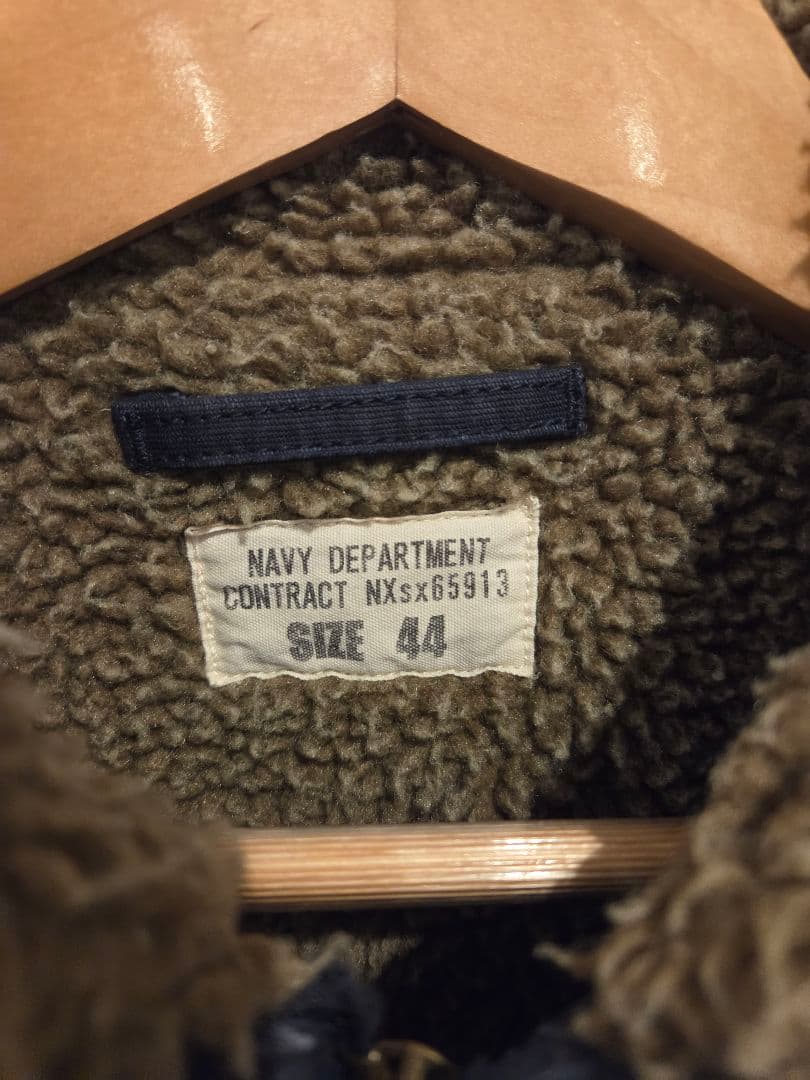 NAVY DEPARTMENT
CONTRACT NXsx65913
SIZE 44